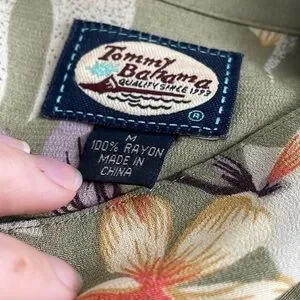 Tommy
Bahama
QUALITY SINCE 1993
®
M
100% RAYON
MADE IN
CHINA